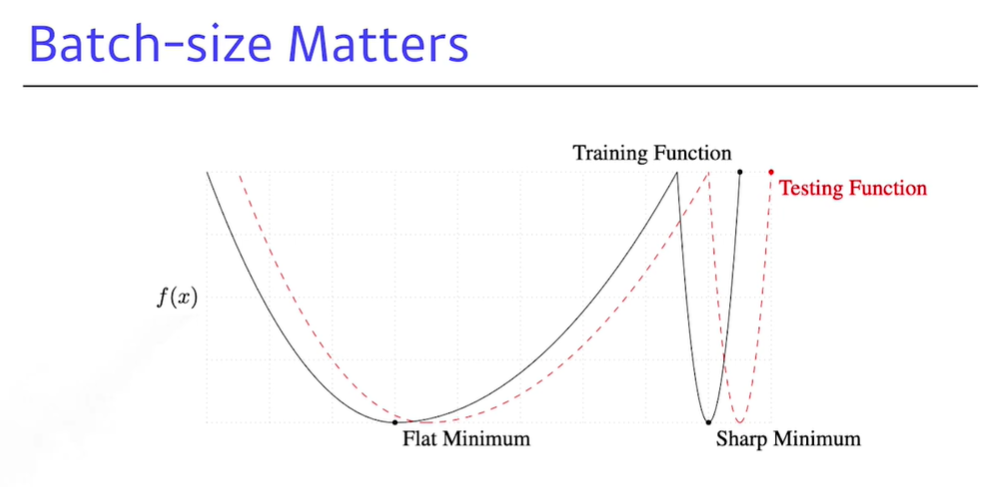 Batch-size Matters
Training Function
Testing Function
f(x)
Flat Minimum
Sharp Minimum